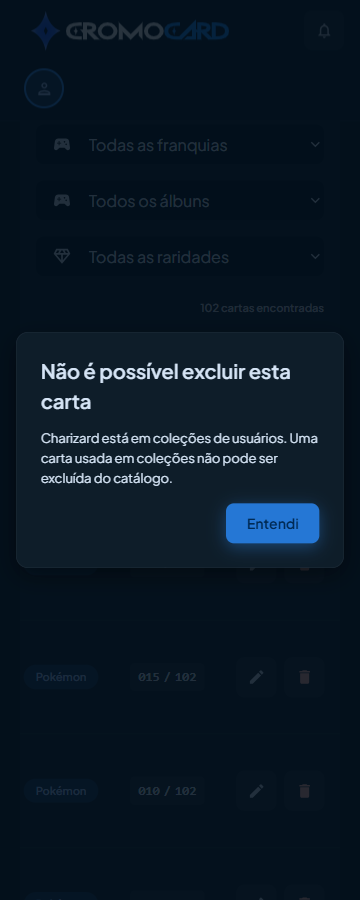 CROMOCARD
Todas as franquias
Todos os álbuns
Todas as raridades
102 cartas encontradas
Não é possível excluir esta
carta
Charizard está em coleções de usuários. Uma
carta usada em coleções não pode ser
excluída do catálogo.
Entendi
Pokémon 015 / 102
Pokémon 010 / 102